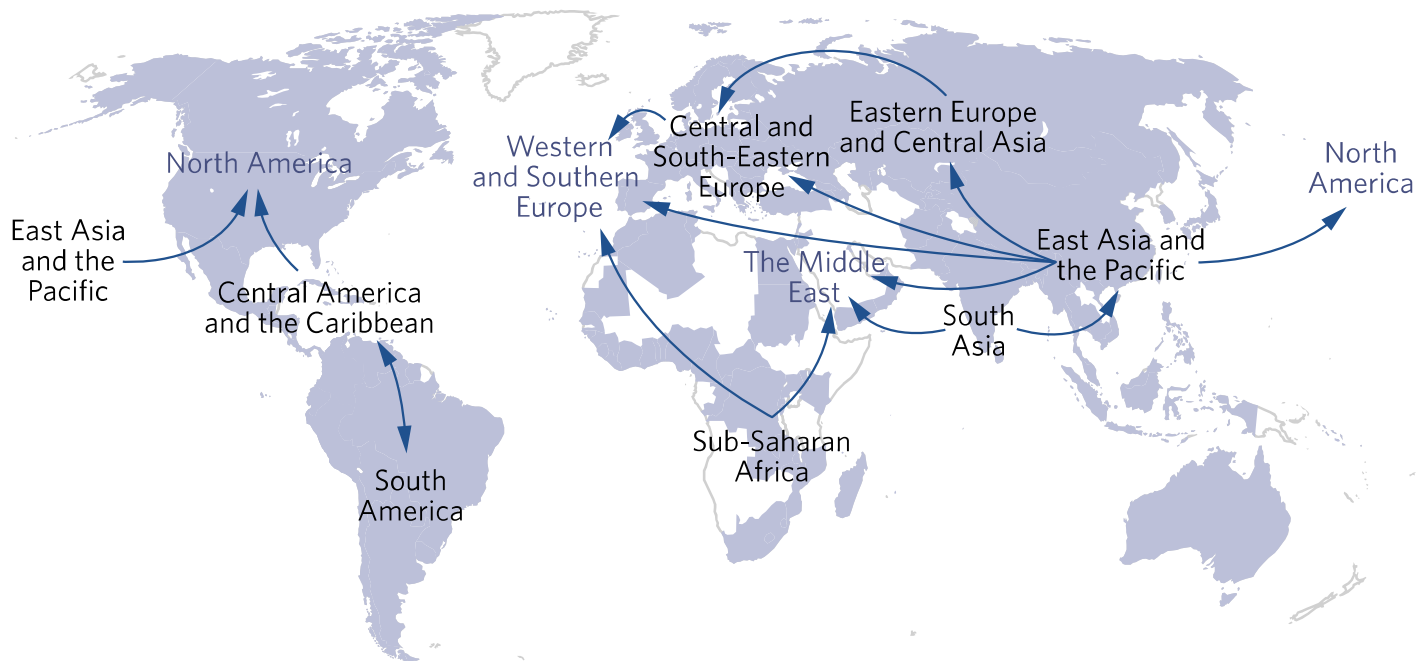 North America
East Asia
and the
Pacific
Central America
and the Caribbean
South
America
Western
and Southern
Europe
Central and
South-Eastern
Europe
Eastern Europe
and Central Asia
The Middle
East
South
Asia
Sub-Saharan
Africa
East Asia and
the Pacific
North
America